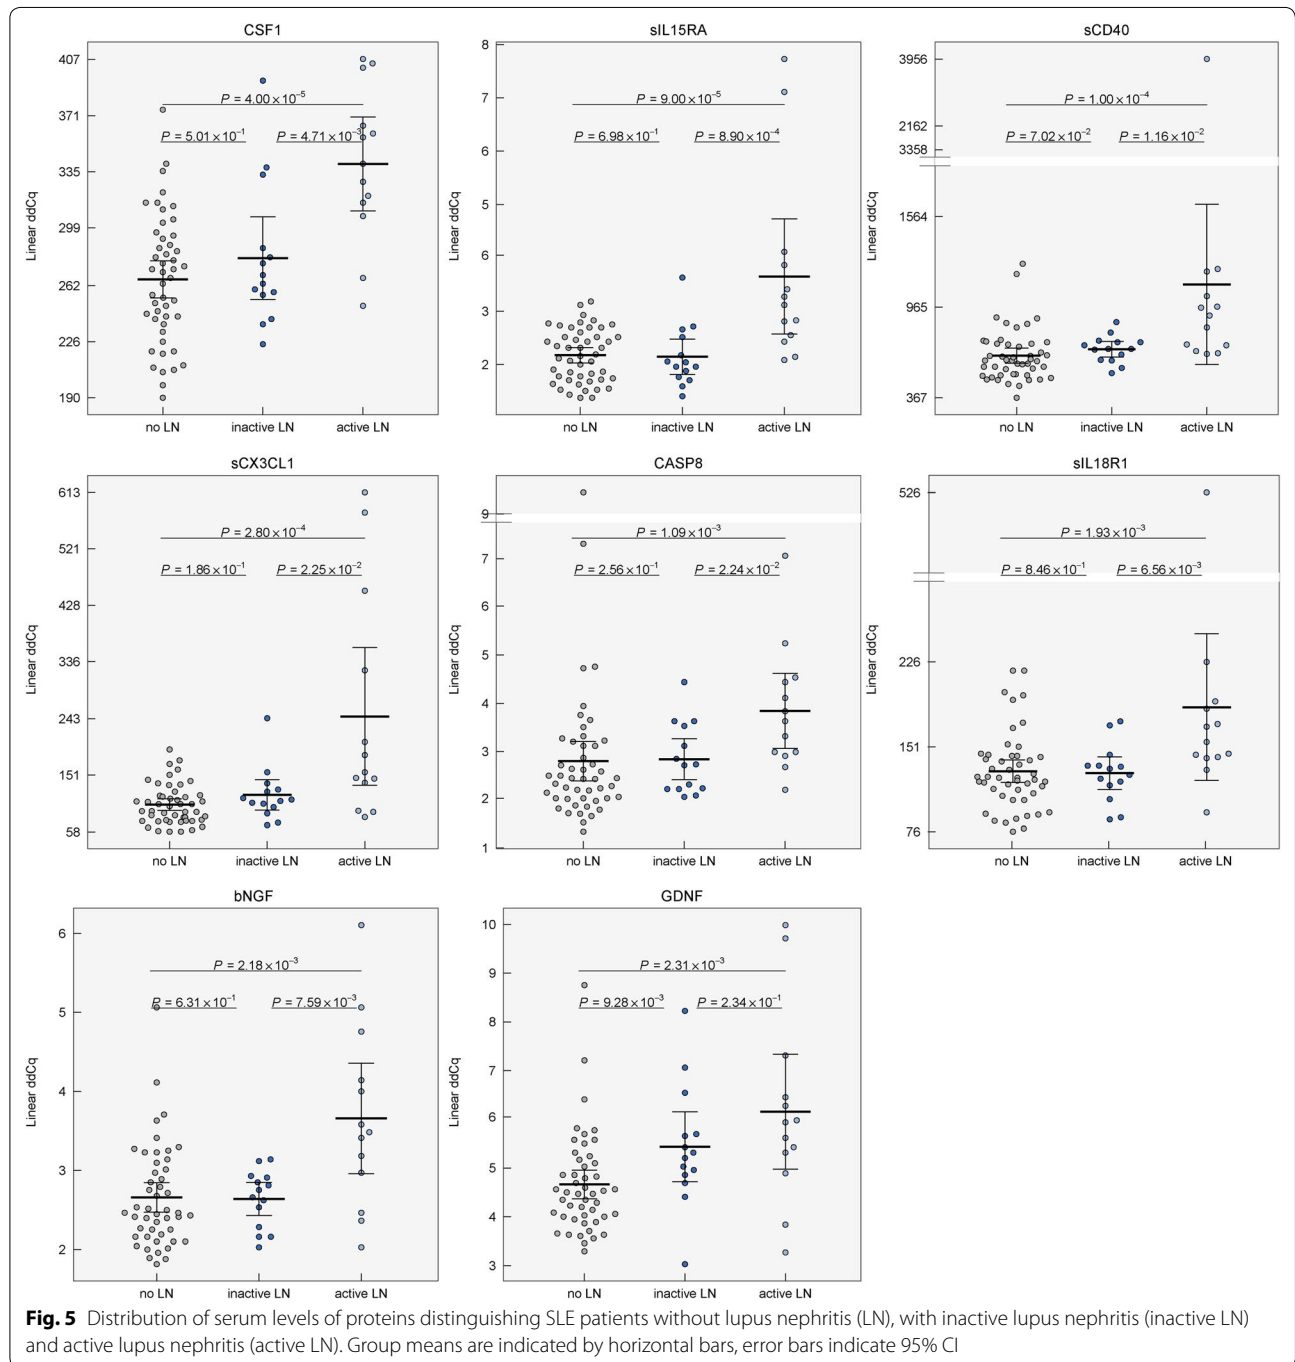 CSF1
sIL15RA
sCD40
Linear ddCq
407
371
335
299
262
226
190
P = 4.00×10⁻⁵
P = 5.01×10⁻¹
P = 4.71×10⁻³
no LN
inactive LN
active LN
Linear ddCq
8
7
6
5
6
3
2
P = 9.00×10⁻⁵
P = 6.98×10⁻¹
P = 8.90×10⁻⁴
no LN
inactive LN
active LN
Linear ddCq
3956
2162
3358
1564
965
367
P = 1.00×10⁻⁴
P = 7.02×10⁻²
P = 1.16×10⁻²
no LN
inactive LN
active LN
sCX3CL1
CASP8
sIL18R1
Linear ddCq
613
521
428
336
243
151
58
P = 2.80×10⁻⁴
P = 1.86×10⁻¹
P = 2.25×10⁻²
no LN
inactive LN
active LN
Linear ddCq
9
7
6
5
4
3
2
1
P = 1.09×10⁻³
P = 2.56×10⁻¹
P = 2.24×10⁻²
no LN
inactive LN
active LN
Linear ddCq
526
226
151
76
P = 1.93×10⁻³
P = 8.46×10⁻¹
P = 6.56×10⁻³
no LN
inactive LN
active LN
bNGF
GDNF
Linear ddCq
6
5
4
3
2
P = 2.18×10⁻³
P = 6.31×10⁻¹
P = 7.59×10⁻³
no LN
inactive LN
active LN
Linear ddCq
10
9
8
7
6
5
4
3
P = 2.31×10⁻³
P = 9.28×10⁻³
P = 2.34×10⁻¹
no LN
inactive LN
active LN
Fig. 5 Distribution of serum levels of proteins distinguishing SLE patients without lupus nephritis (LN), with inactive lupus nephritis (inactive LN)
and active lupus nephritis (active LN). Group means are indicated by horizontal bars, error bars indicate 95% CI